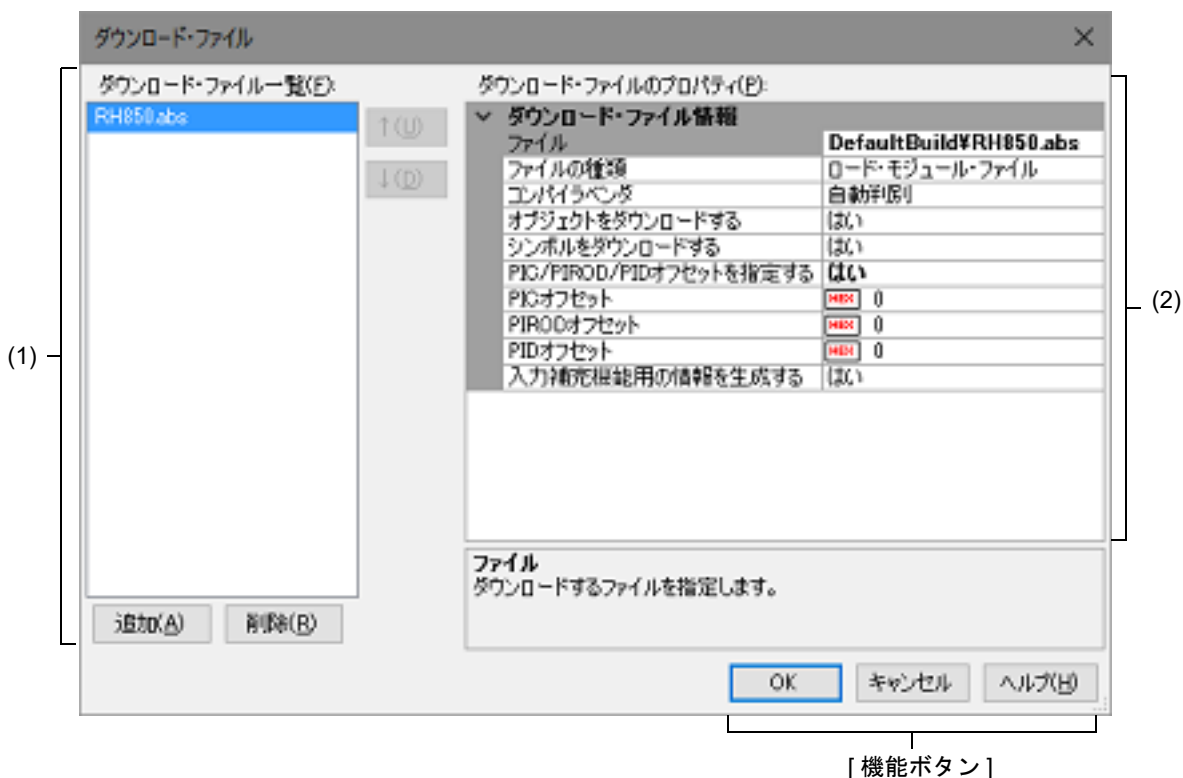 ダウンロード・ファイル
ダウンロード・ファイル一覧(F):
RH850.abs
↑(U)
↓(D)
追加(A)
削除(R)
(1)
ダウンロード・ファイルのプロパティ(P):
ダウンロード・ファイル情報
ファイル DefaultBuild¥RH850.abs
ファイルの種類 ロード・モジュール・ファイル
コンパイラベンダ 自動判別
オブジェクトをダウンロードする はい
シンボルをダウンロードする はい
PIC/PIROD/PIDオフセットを指定する はい
PICオフセット HEX 0
PIRODオフセット HEX 0
PIDオフセット HEX 0
入力補完機能用の情報を生成する はい
(2)
ファイル
ダウンロードするファイルを指定します。
OK キャンセル ヘルプ(H)
[ 機能ボタン ]